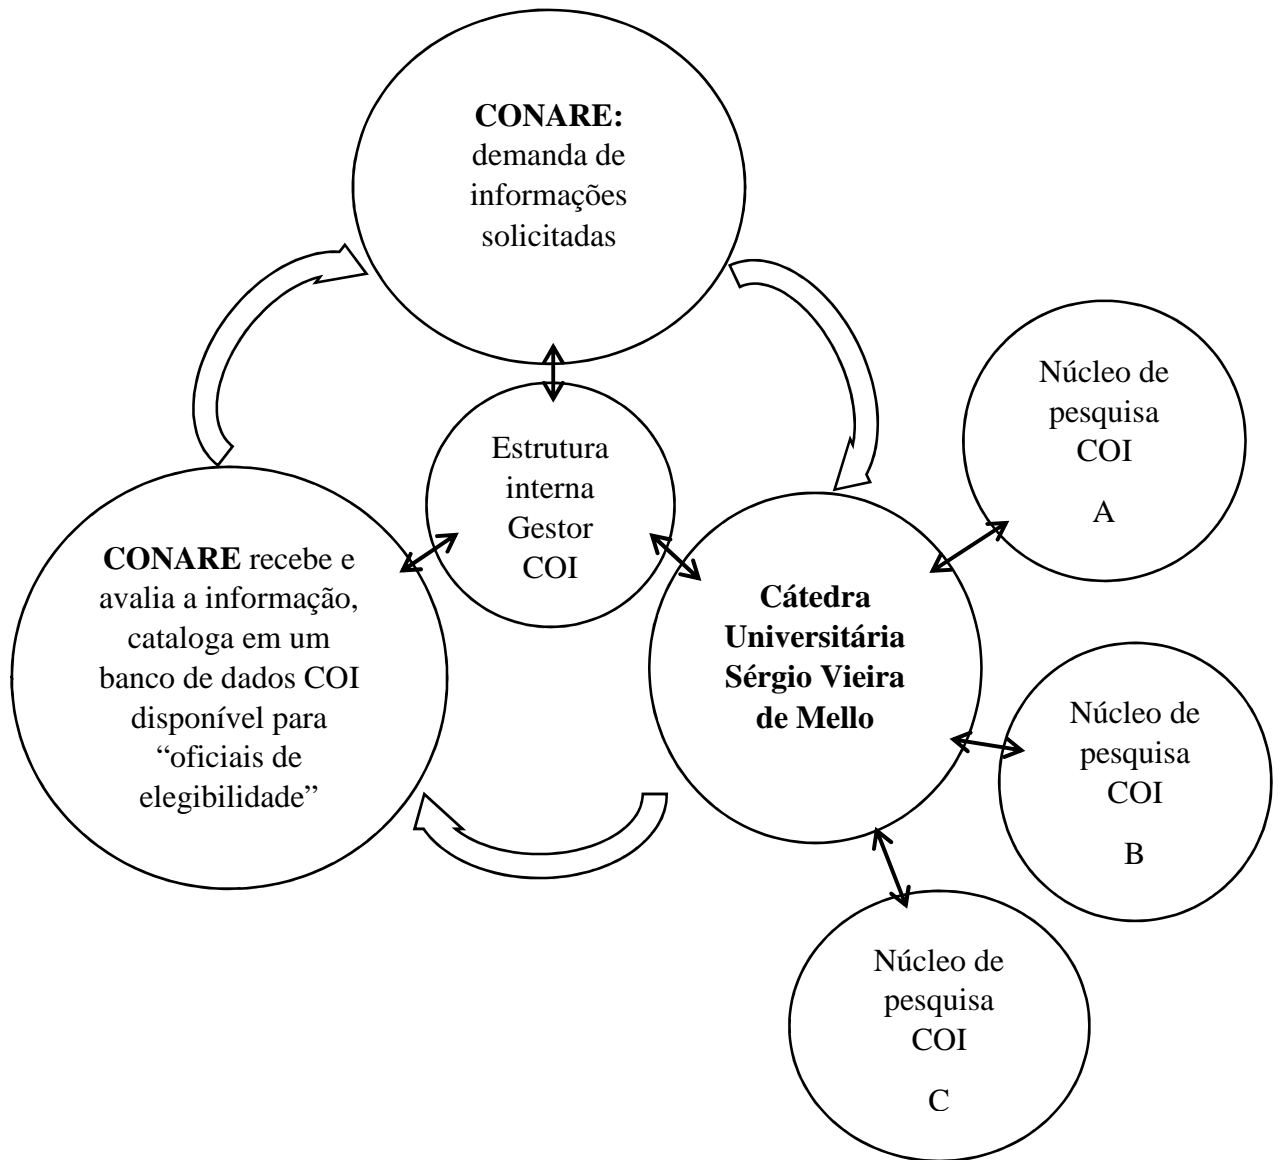 CONARE:
demanda de
informações
solicitadas
Estrutura
interna
Gestor
COI
CONARE recebe e
avalia a informação,
cataloga em um
banco de dados COI
disponível para
“oficiais de
elegibilidade”
Cátedra
Universitária
Sérgio Vieira
de Mello
Núcleo de
pesquisa
COI
A
Núcleo de
pesquisa
COI
B
Núcleo de
pesquisa
COI
C